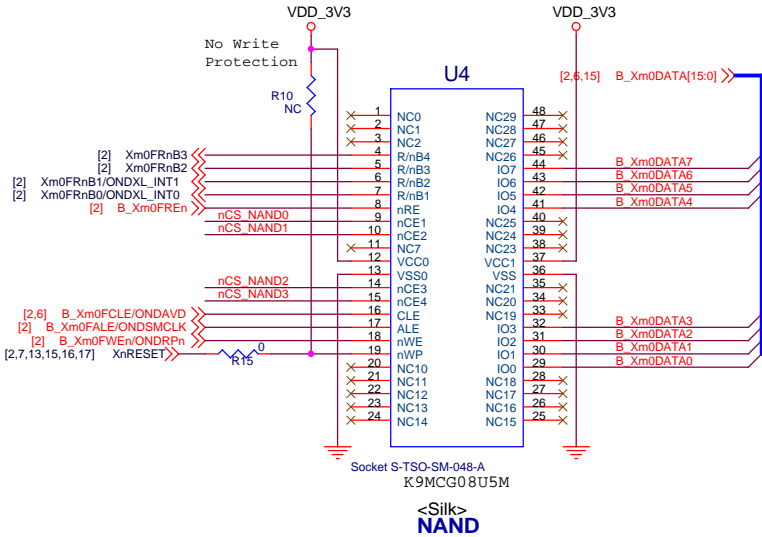 VDD_3V3
VDD_3V3
No Write
Protection
U4
[2,6,15] B_Xm0DATA[15:0]
R10
NC
1 NC0 NC29 48
2 NC1 NC28 47
3 NC2 NC27 46
[2] Xm0FRnB3 4 R/nB4 NC26 45
[2] Xm0FRnB2 5 R/nB3 IO7 44 B_Xm0DATA7
[2] Xm0FRnB1/ONDXL_INT1 6 R/nB2 IO6 43 B_Xm0DATA6
[2] Xm0FRnB0/ONDXL_INT0 7 R/nB1 IO5 42 B_Xm0DATA5
[2] B_Xm0FREn 8 nRE IO4 41 B_Xm0DATA4
nCS_NAND0 9 nCE1 NC25 40
nCS_NAND1 10 nCE2 NC24 39
11 NC7 NC23 38
12 VCC0 VCC1 37
13 VSS0 VSS 36
nCS_NAND2 14 nCE3 NC21 35
nCS_NAND3 15 nCE4 NC20 34
[2,6] B_Xm0FCLE/ONDAVD 16 CLE NC19 33
[2] B_Xm0FALE/ONDSMCLK 17 ALE IO3 32 B_Xm0DATA3
[2] B_Xm0FWEn/ONDRPn 18 nWE IO2 31 B_Xm0DATA2
[2,7,13,15,16,17] XnRESET R15 0 19 nWP IO1 30 B_Xm0DATA1
20 NC10 IO0 29 B_Xm0DATA0
21 NC11 NC18 28
22 NC12 NC17 27
23 NC13 NC16 26
24 NC14 NC15 25
Socket S-TSO-SM-048-A
K9MCG08U5M
<Silk>
NAND